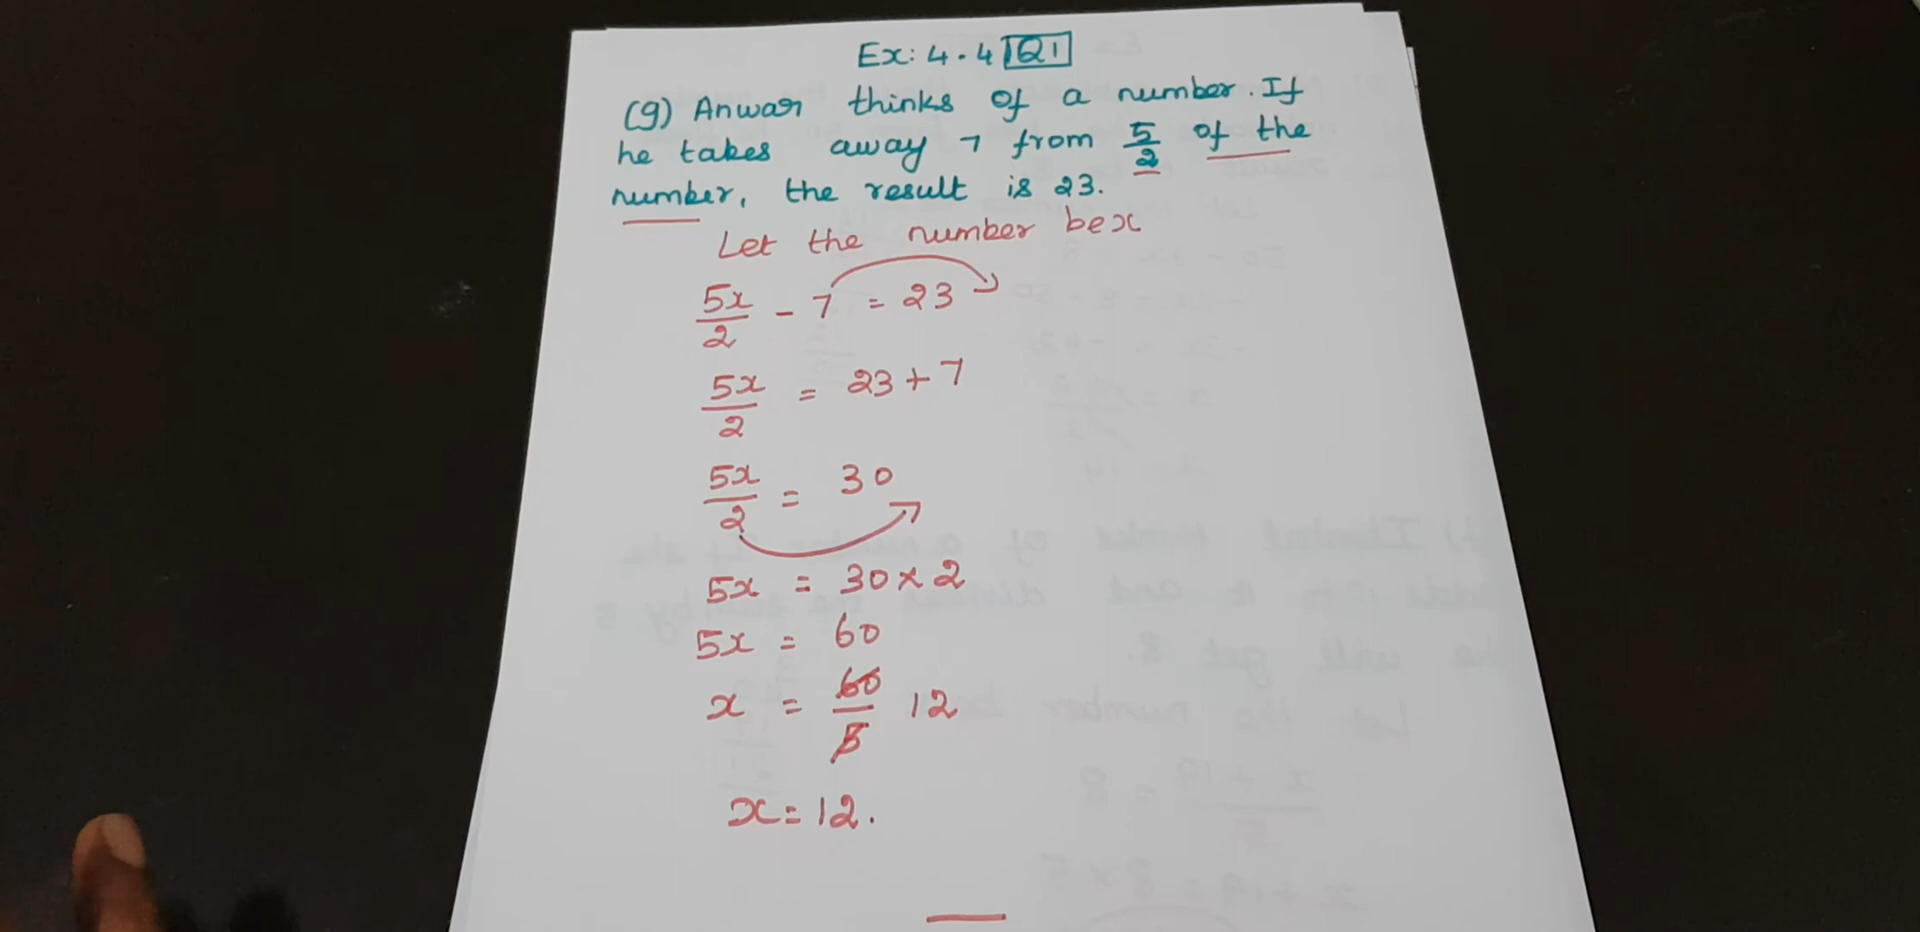 Ex: 4.4 Q1
(g) Anwar thinks of a number. If
he takes away 7 from 5/2 of the
number, the result is 23.
Let the number be x
5x/2 - 7 = 23
5x/2 = 23 + 7
5x/2 = 30
5x = 30 × 2
5x = 60
x = 60/5 12
x = 12.